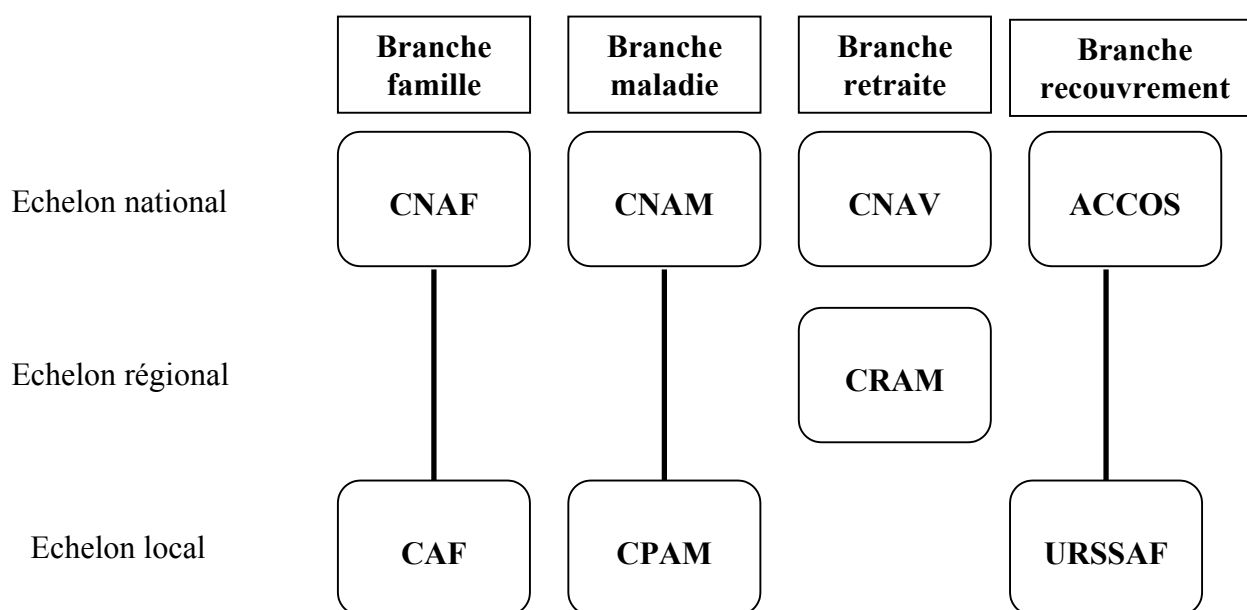 Branche
famille
Branche
maladie
Branche
retraite
Branche
recouvrement
Echelon national
CNAF
CNAM
CNAV
ACCOS
Echelon régional
CRAM
Echelon local
CAF
CPAM
URSSAF